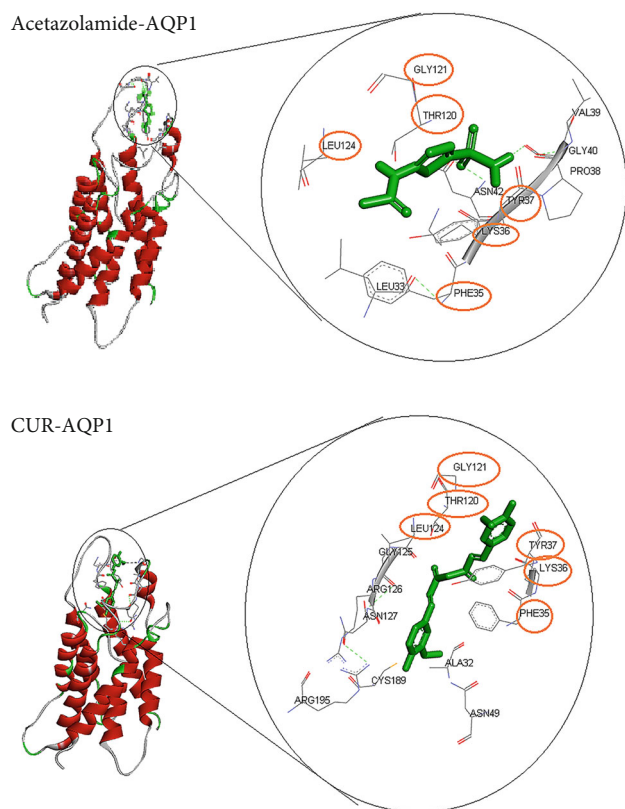 Acetazolamide-AQP1
GLY121
THR120
LEU124
VAL39
GLY40
PRO38
ASN42
TYR37
LYS36
LEU33
PHE35
CUR-AQP1
GLY121
THR120
LEU124
GLY125
TYR37
LYS36
ARG126
ASN127
PHE35
ALA32
CYS189
ARG195
ASN49